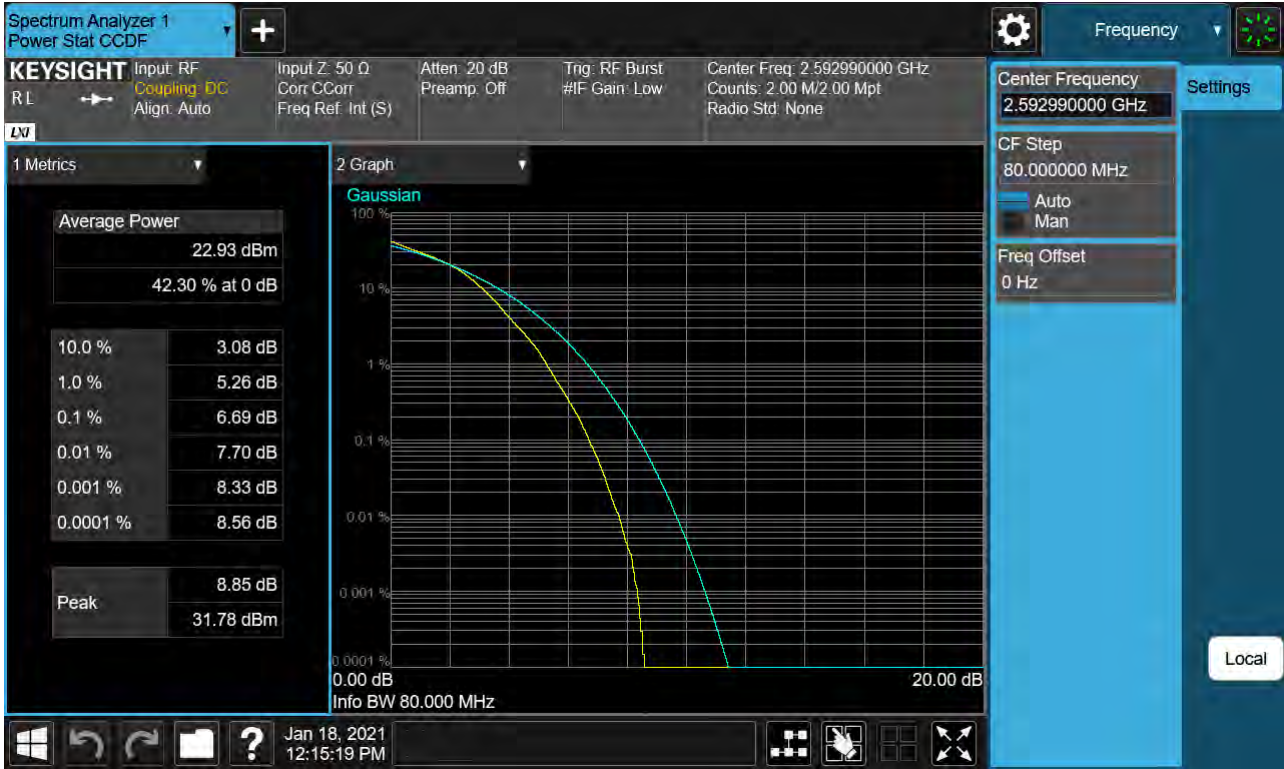 Spectrum Analyzer 1
Power Stat CCDF
+
Frequency
KEYSIGHT
R L
LXI
Input: RF
Coupling: DC
Align: Auto
Input Z: 50 Ω
Corr CCorr
Freq Ref: Int (S)
Atten: 20 dB
Preamp: Off
Trig: RF Burst
#IF Gain: Low
Center Freq: 2.592990000 GHz
Counts: 2.00 M/2.00 Mpt
Radio Std: None
Center Frequency
2.592990000 GHz
Settings
CF Step
80.000000 MHz
Auto
Man
Freq Offset
0 Hz
Local
1 Metrics
Average Power
22.93 dBm
42.30 % at 0 dB
10.0 % 3.08 dB
1.0 % 5.26 dB
0.1 % 6.69 dB
0.01 % 7.70 dB
0.001 % 8.33 dB
0.0001 % 8.56 dB
Peak
8.85 dB
31.78 dBm
2 Graph
Gaussian
100 %
10 %
1 %
0.1 %
0.01 %
0.001 %
0.0001 %
0.00 dB
20.00 dB
Info BW 80.000 MHz
?
Jan 18, 2021
12:15:19 PM